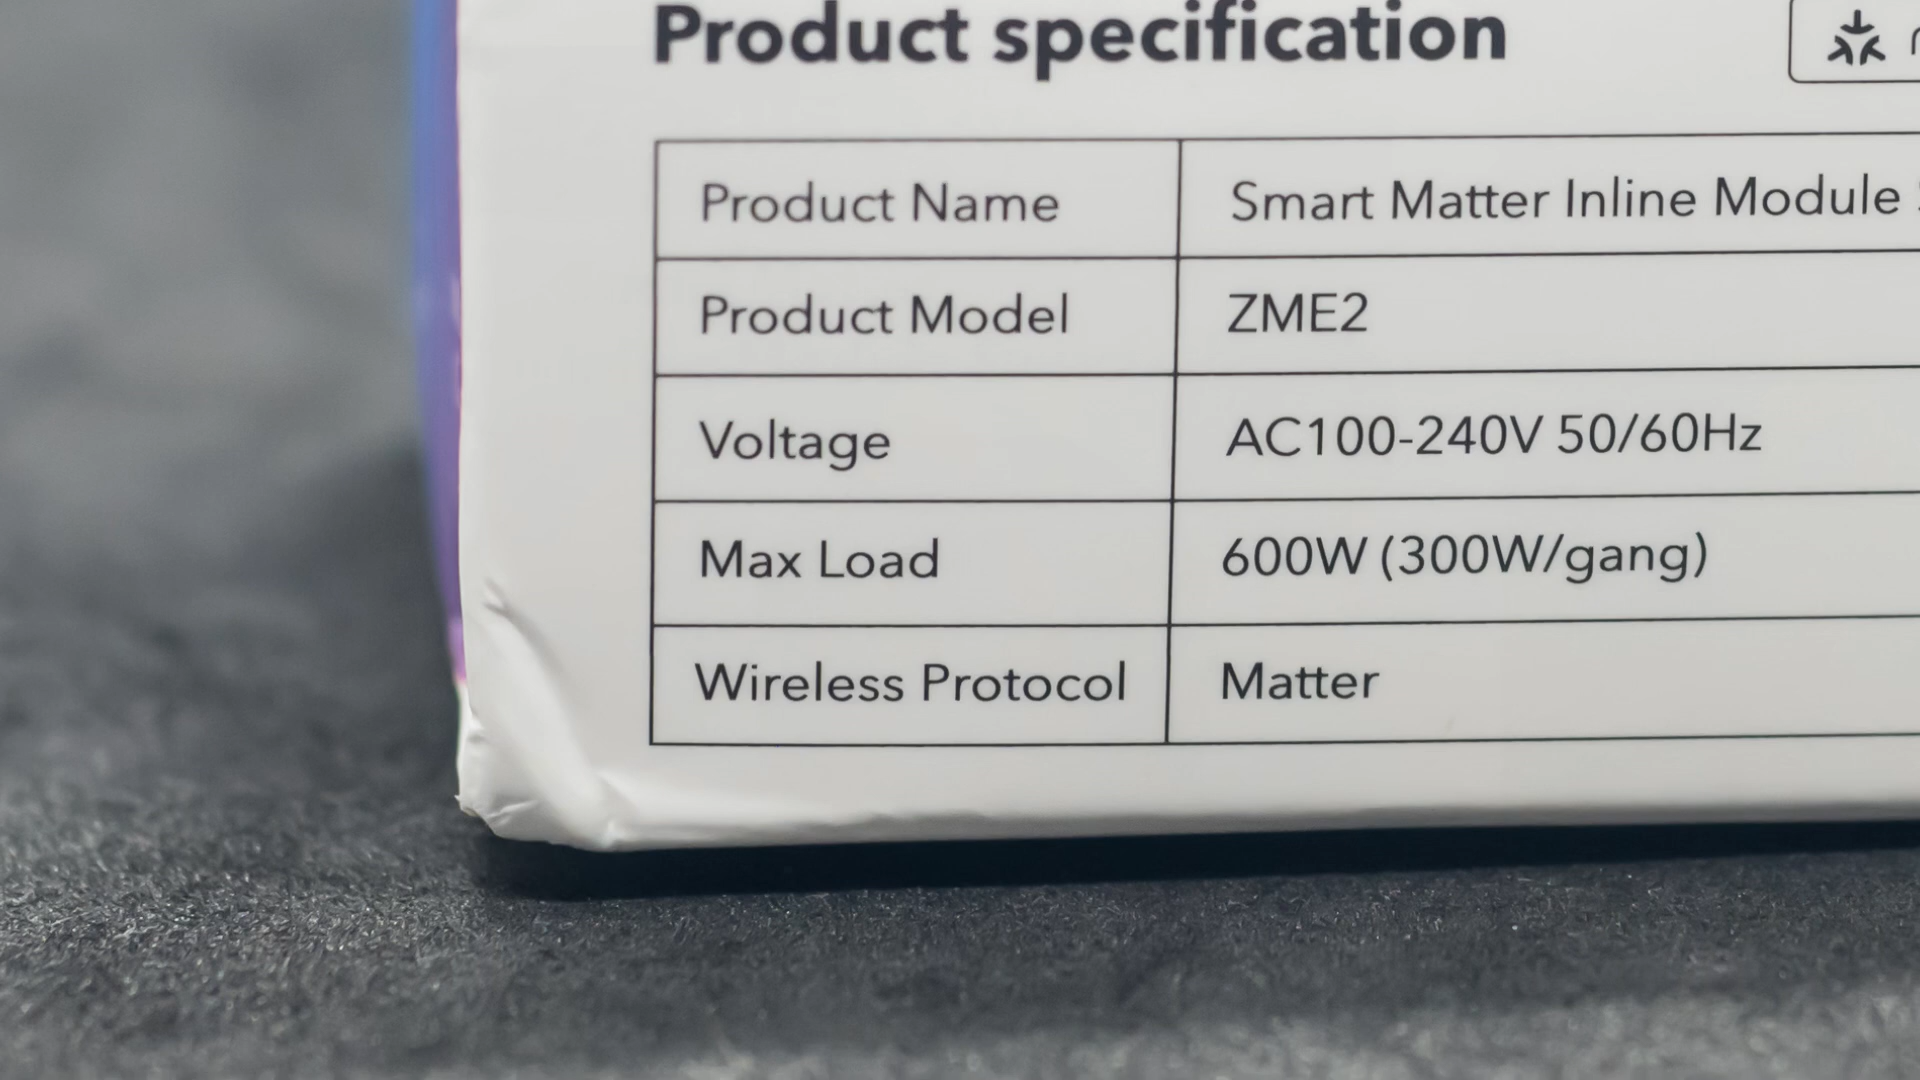 Product specification
Product Name Smart Matter Inline Module
Product Model ZME2
Voltage AC100-240V 50/60Hz
Max Load 600W (300W/gang)
Wireless Protocol Matter